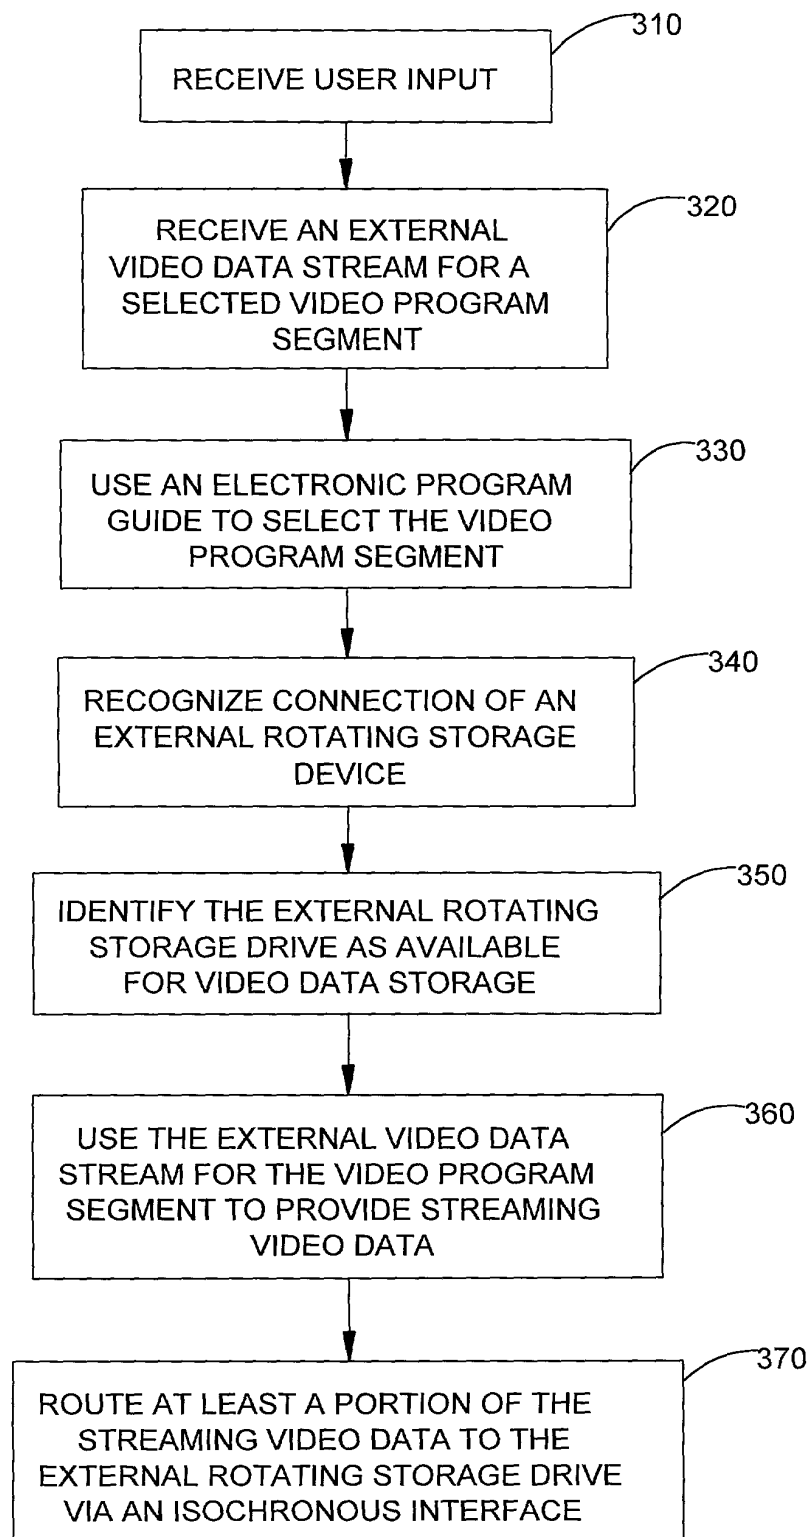 310
RECEIVE USER INPUT
320
RECEIVE AN EXTERNAL
VIDEO DATA STREAM FOR A
SELECTED VIDEO PROGRAM
SEGMENT
330
USE AN ELECTRONIC PROGRAM
GUIDE TO SELECT THE VIDEO
PROGRAM SEGMENT
340
RECOGNIZE CONNECTION OF AN
EXTERNAL ROTATING STORAGE
DEVICE
350
IDENTIFY THE EXTERNAL ROTATING
STORAGE DRIVE AS AVAILABLE
FOR VIDEO DATA STORAGE
360
USE THE EXTERNAL VIDEO DATA
STREAM FOR THE VIDEO PROGRAM
SEGMENT TO PROVIDE STREAMING
VIDEO DATA
370
ROUTE AT LEAST A PORTION OF THE
STREAMING VIDEO DATA TO THE
EXTERNAL ROTATING STORAGE DRIVE
VIA AN ISOCHRONOUS INTERFACE